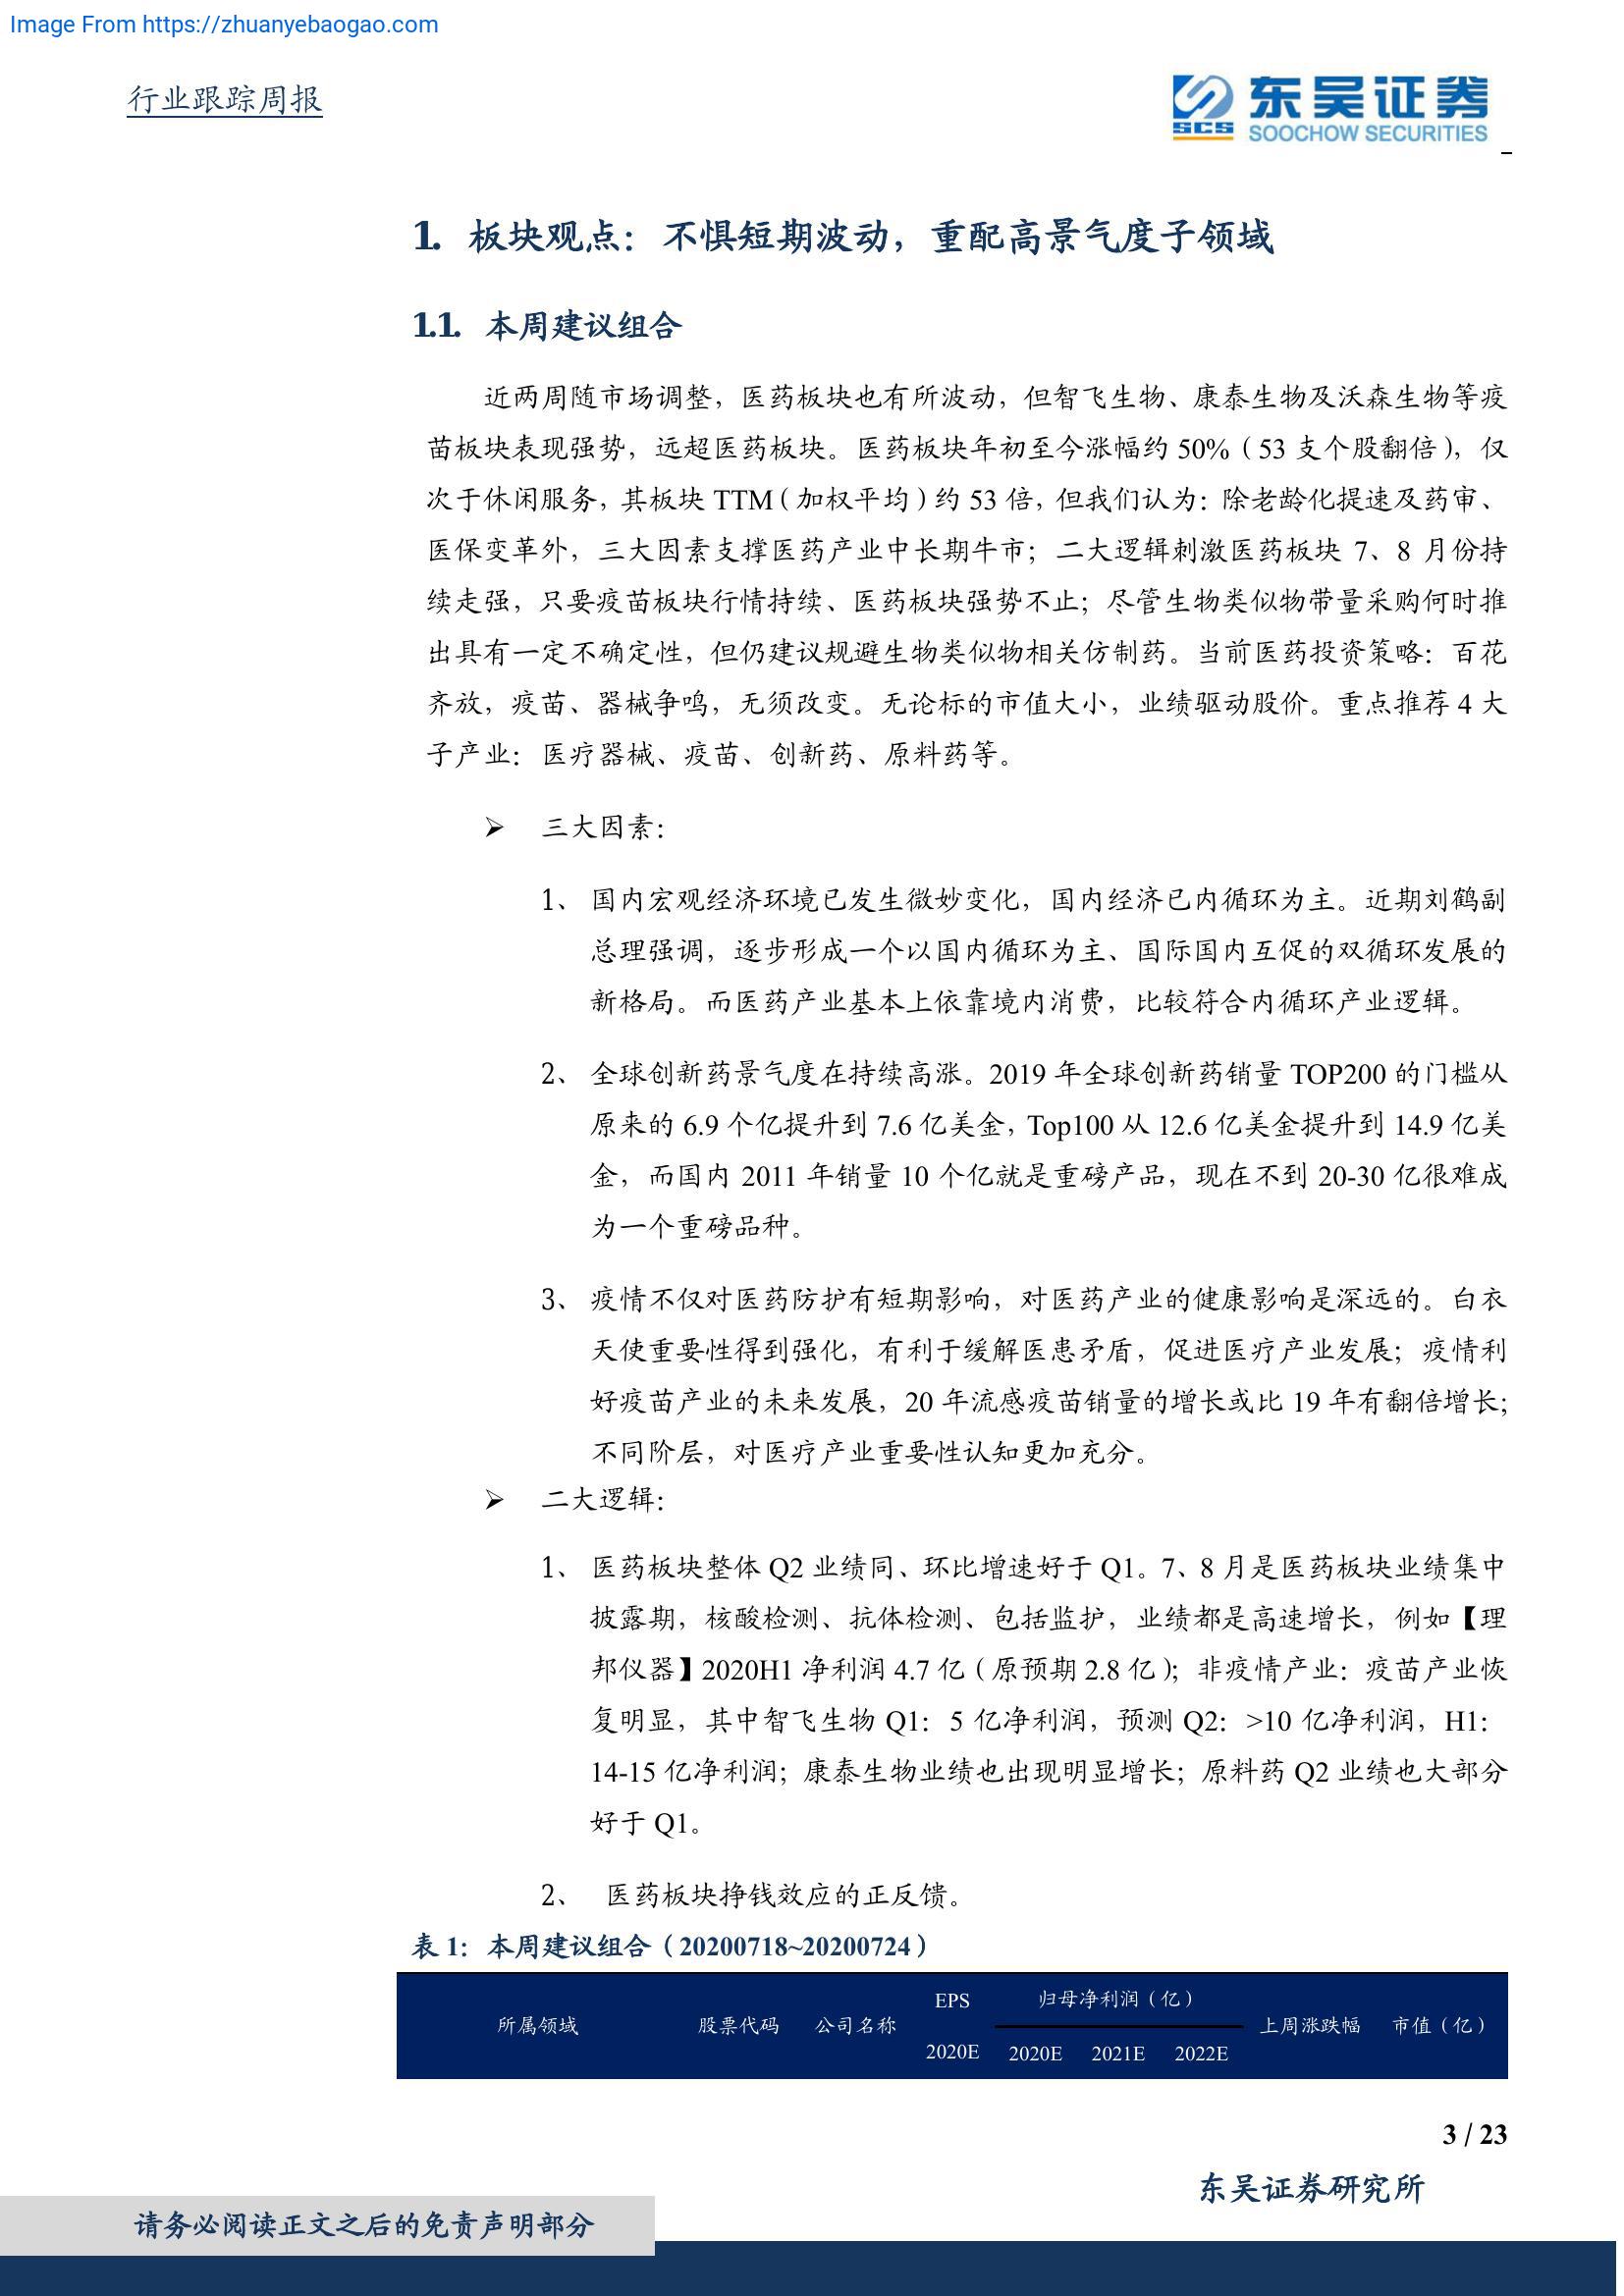 Image From https://zhuanyebaogao.com
行业跟踪周报
东吴证券
SCS
SOOCHOW SECURITIES
1. 板块观点：不惧短期波动，重配高景气度子领域
1.1. 本周建议组合
近两周随市场调整，医药板块也有所波动，但智飞生物、康泰生物及沃森生物等疫
苗板块表现强势，远超医药板块。医药板块年初至今涨幅约 50%（53 支个股翻倍），仅
次于休闲服务，其板块 TTM（加权平均）约 53 倍，但我们认为：除老龄化提速及药审、
医保变革外，三大因素支撑医药产业中长期牛市；二大逻辑刺激医药板块 7、8 月份持
续走强，只要疫苗板块行情持续、医药板块强势不止；尽管生物类似物带量采购何时推
出具有一定不确定性，但仍建议规避生物类似物相关仿制药。当前医药投资策略：百花
齐放，疫苗、器械争鸣，无须改变。无论标的市值大小，业绩驱动股价。重点推荐 4 大
子产业：医疗器械、疫苗、创新药、原料药等。
➢ 三大因素：
1、 国内宏观经济环境已发生微妙变化，国内经济已内循环为主。近期刘鹤副
总理强调，逐步形成一个以国内循环为主、国际国内互促的双循环发展的
新格局。而医药产业基本上依靠境内消费，比较符合内循环产业逻辑。
2、 全球创新药景气度在持续高涨。2019 年全球创新药销量 TOP200 的门槛从
原来的 6.9 个亿提升到 7.6 亿美金，Top100 从 12.6 亿美金提升到 14.9 亿美
金，而国内 2011 年销量 10 个亿就是重磅产品，现在不到 20-30 亿很难成
为一个重磅品种。
3、 疫情不仅对医药防护有短期影响，对医药产业的健康影响是深远的。白衣
天使重要性得到强化，有利于缓解医患矛盾，促进医疗产业发展；疫情利
好疫苗产业的未来发展，20 年流感疫苗销量的增长或比 19 年有翻倍增长；
不同阶层，对医疗产业重要性认知更加充分。
➢ 二大逻辑：
1、 医药板块整体 Q2 业绩同、环比增速好于 Q1。7、8 月是医药板块业绩集中
披露期，核酸检测、抗体检测、包括监护，业绩都是高速增长，例如【理
邦仪器】2020H1 净利润 4.7 亿（原预期 2.8 亿）；非疫情产业：疫苗产业恢
复明显，其中智飞生物 Q1：5 亿净利润，预测 Q2：>10 亿净利润，H1：
14-15 亿净利润；康泰生物业绩也出现明显增长；原料药 Q2 业绩也大部分
好于 Q1。
2、 医药板块挣钱效应的正反馈。
表 1：本周建议组合（20200718~20200724）
所属领域 股票代码 公司名称 EPS 归母净利润（亿） 上周涨跌幅 市值（亿）
2020E 2020E 2021E 2022E
3 / 23
东吴证券研究所
请务必阅读正文之后的免责声明部分